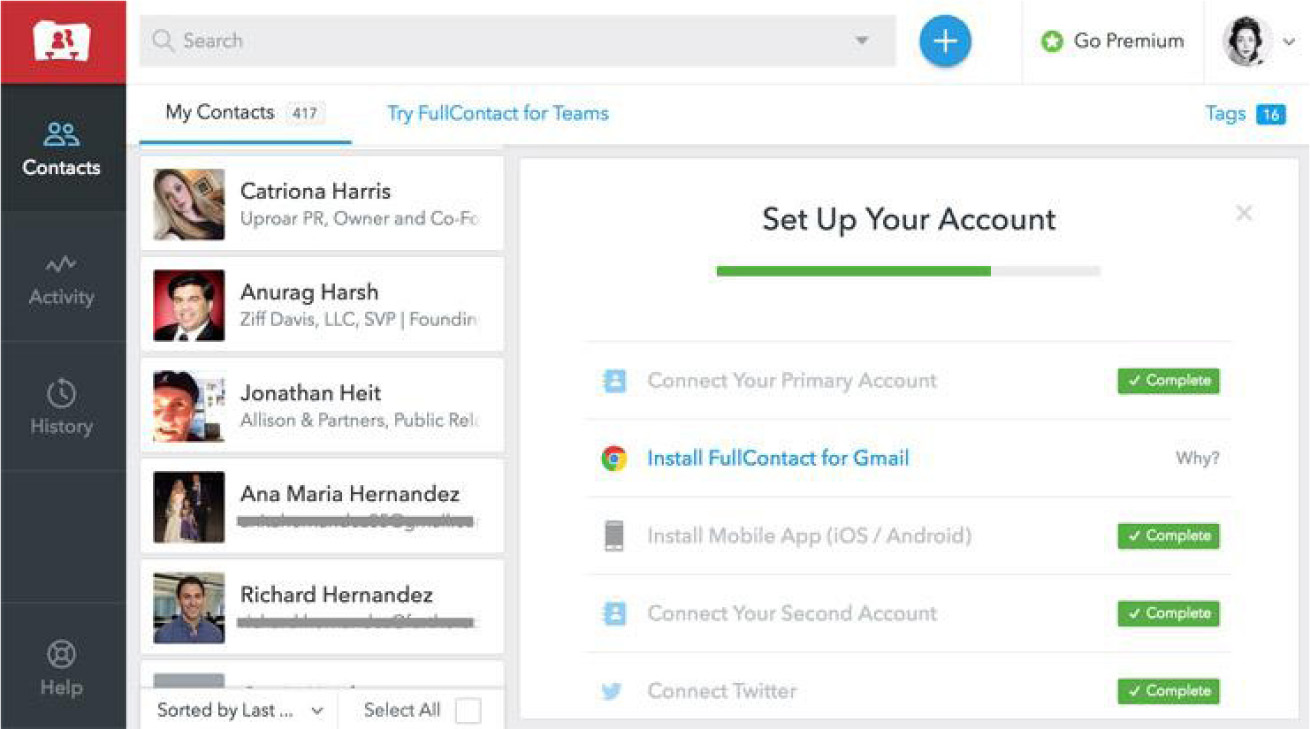 Search
Go Premium
My Contacts 417
Try FullContact for Teams
Tags 16
Contacts
Activity
History
Help
Catriona Harris
Uproar PR, Owner and Co-Fo
Anurag Harsh
Ziff Davis, LLC, SVP | Foundin
Jonathan Heit
Allison & Partners, Public Rel
Ana Maria Hernandez
Richard Hernandez
Sorted by Last ...
Select All
Set Up Your Account
Connect Your Primary Account
✓ Complete
Install FullContact for Gmail
Why?
Install Mobile App (iOS / Android)
✓ Complete
Connect Your Second Account
✓ Complete
Connect Twitter
✓ Complete